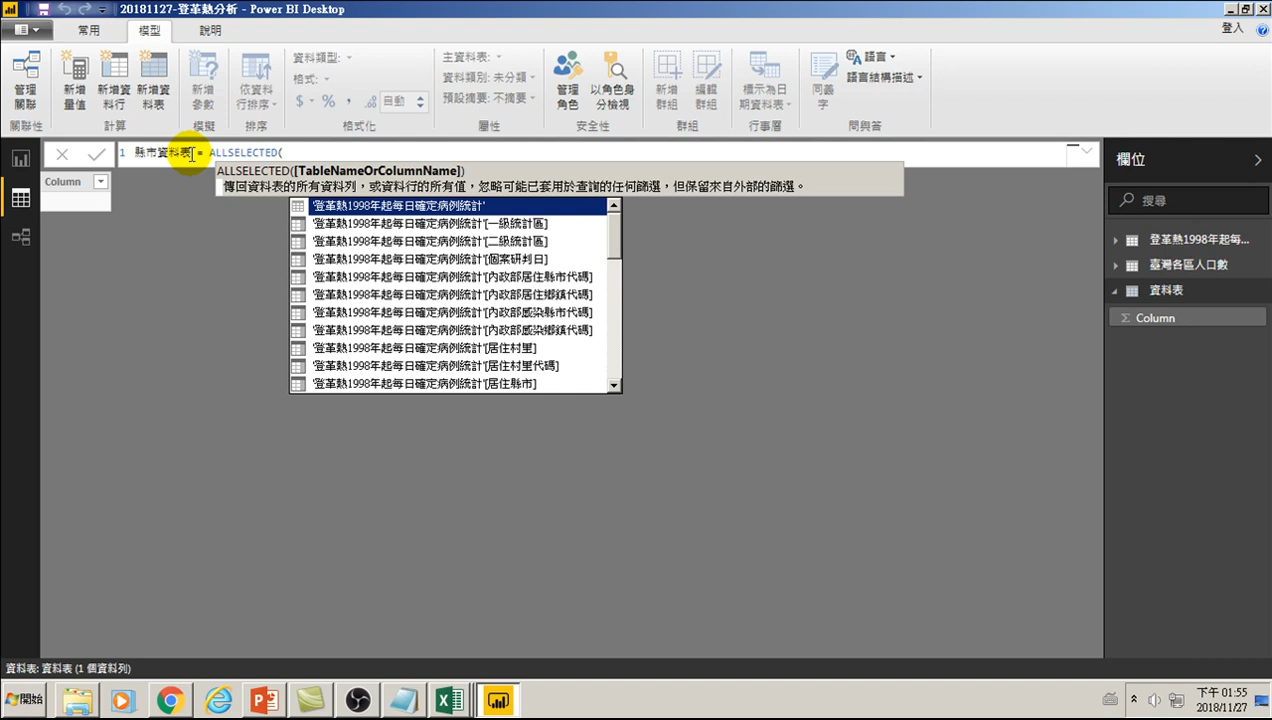 20181127-登革熱分析 - Power BI Desktop
常用
模型
說明
登入
管理
關聯
新增
量值
新增資
料行
新增資
料表
新增
參數
依資料
行排序
資料類型:
格式:
$ % , .00 自動
主資料表:
資料類別: 未分類
預設摘要: 不摘要
管理
角色
以角色身
分檢視
新增
群組
編輯
群組
標示為日
期資料表
同義
字
語言
語言結構描述
關聯性
計算
模擬
排序
格式化
屬性
安全性
群組
行事曆
問與答
1 縣市資料表 = ALLSELECTED(
ALLSELECTED([TableNameOrColumnName])
傳回資料表的所有資料列，或資料行的所有值，忽略可能已套用於查詢的任何篩選，但保留來自外部的篩選。
Column
'登革熱1998年起每日確定病例統計'
'登革熱1998年起每日確定病例統計'[一級統計區]
'登革熱1998年起每日確定病例統計'[二級統計區]
'登革熱1998年起每日確定病例統計'[個案研判日]
'登革熱1998年起每日確定病例統計'[內政部居住縣市代碼]
'登革熱1998年起每日確定病例統計'[內政部居住鄉鎮代碼]
'登革熱1998年起每日確定病例統計'[內政部感染縣市代碼]
'登革熱1998年起每日確定病例統計'[內政部感染鄉鎮代碼]
'登革熱1998年起每日確定病例統計'[居住村里]
'登革熱1998年起每日確定病例統計'[居住村里代碼]
'登革熱1998年起每日確定病例統計'[居住縣市]
欄位
搜尋
登革熱1998年起每...
臺灣各區人口數
資料表
Σ Column
資料表: 資料表 (1 個資料列)
開始
下午 01:55
2018/11/27